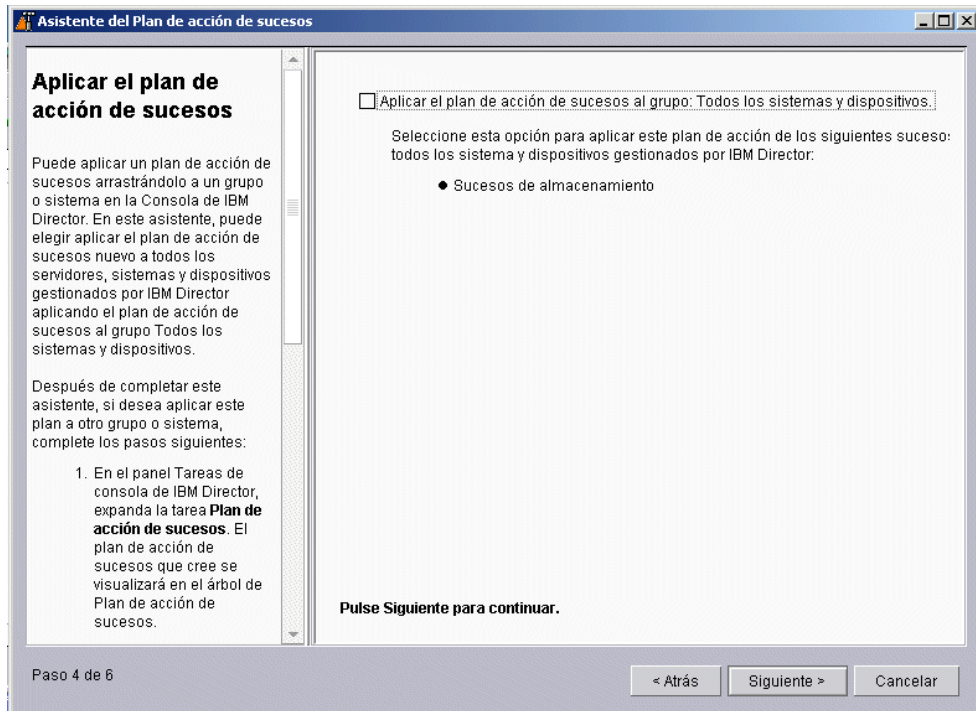 Asistente del Plan de acción de sucesos
Aplicar el plan de
acción de sucesos
Puede aplicar un plan de acción de
sucesos arrastrándolo a un grupo
o sistema en la Consola de IBM
Director. En este asistente, puede
elegir aplicar el plan de acción de
sucesos nuevo a todos los
servidores, sistemas y dispositivos
gestionados por IBM Director
aplicando el plan de acción de
sucesos al grupo Todos los
sistemas y dispositivos.
Después de completar este
asistente, si desea aplicar este
plan a otro grupo o sistema,
complete los pasos siguientes:
1. En el panel Tareas de
consola de IBM Director,
expanda la tarea Plan de
acción de sucesos. El
plan de acción de
sucesos que cree se
visualizará en el árbol de
Plan de acción de
sucesos.
Aplicar el plan de acción de sucesos al grupo: Todos los sistemas y dispositivos.
Seleccione esta opción para aplicar este plan de acción de los siguientes suceso
todos los sistema y dispositivos gestionados por IBM Director:
● Sucesos de almacenamiento
Pulse Siguiente para continuar.
Paso 4 de 6
< Atrás
Siguiente >
Cancelar